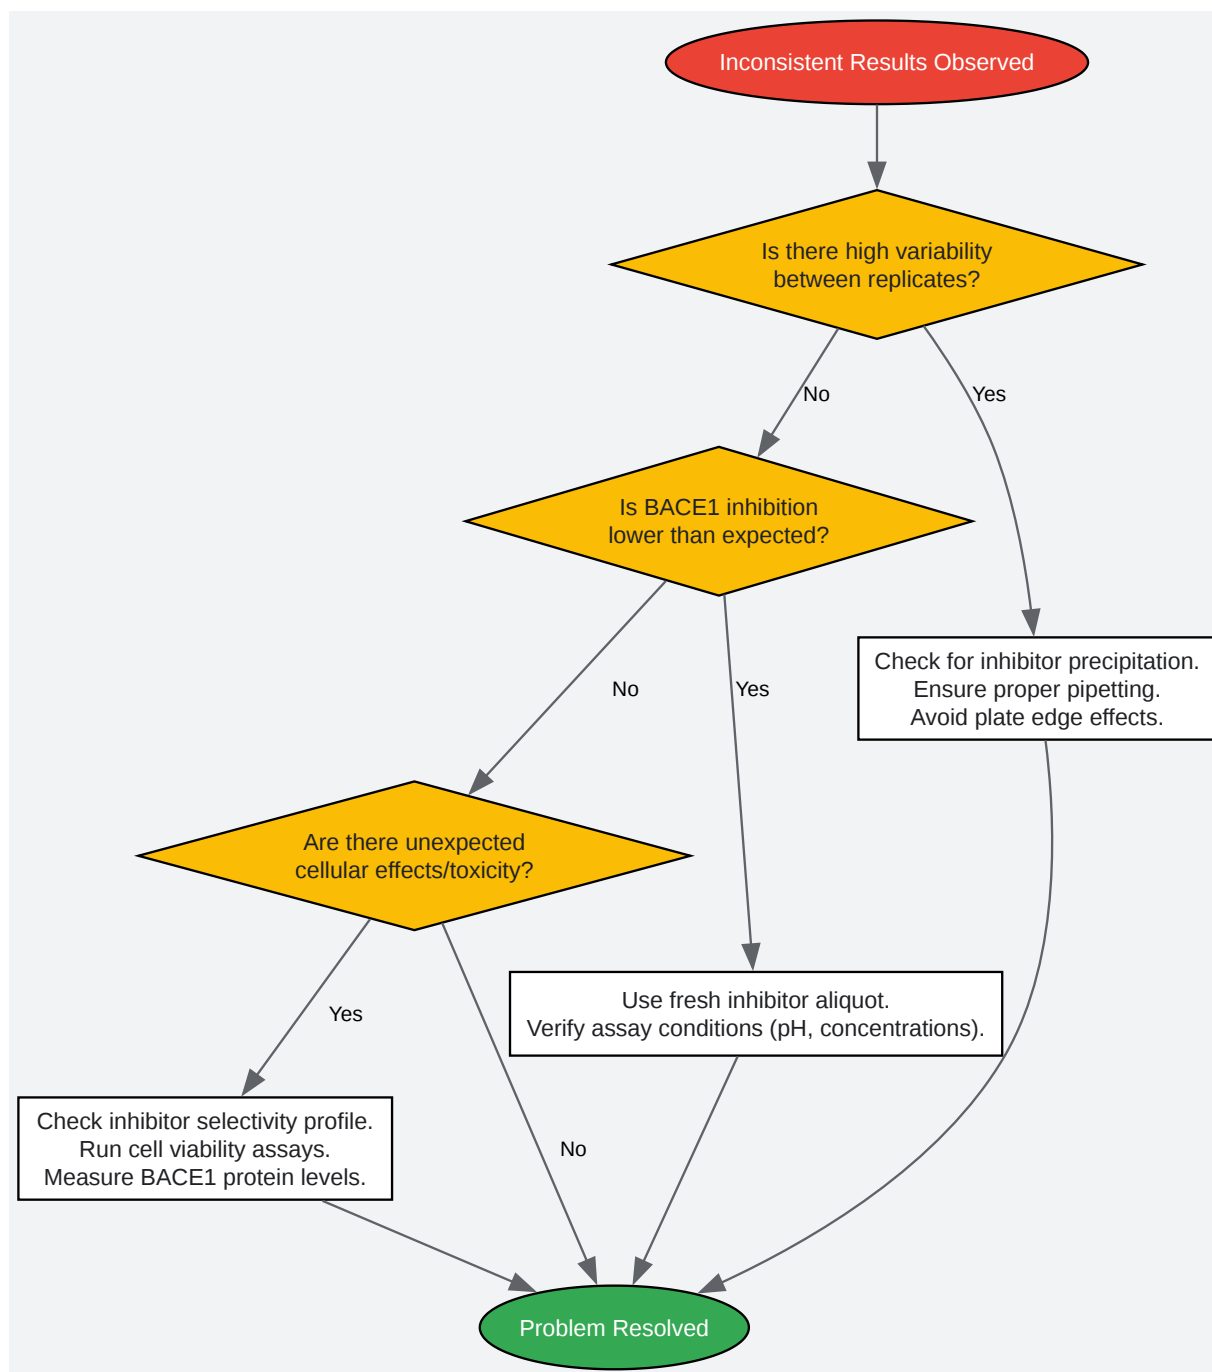 Inconsistent Results Observed
Is there high variability
between replicates?
No
Yes
Is BACE1 inhibition
lower than expected?
Check for inhibitor precipitation.
Ensure proper pipetting.
Avoid plate edge effects.
No
Yes
Are there unexpected
cellular effects/toxicity?
Use fresh inhibitor aliquot.
Verify assay conditions (pH, concentrations).
Yes
Check inhibitor selectivity profile.
Run cell viability assays.
Measure BACE1 protein levels.
No
Problem Resolved